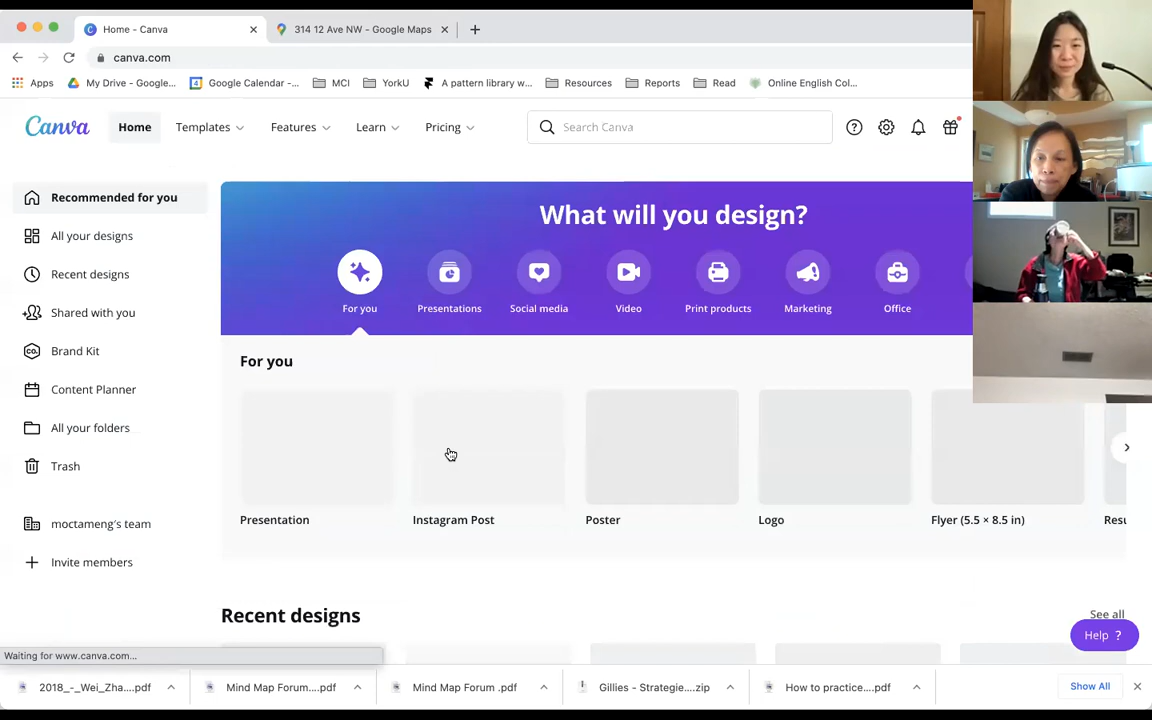 Home - Canva
314 12 Ave NW - Google Maps
canva.com
Apps
My Drive - Google...
Google Calendar -...
MCI
YorkU
A pattern library w...
Resources
Reports
Read
Online English Col...
Canva
Home
Templates
Features
Learn
Pricing
Search Canva
Recommended for you
All your designs
Recent designs
Shared with you
Brand Kit
Content Planner
All your folders
Trash
moctameng's team
Invite members
What will you design?
For you
Presentations
Social media
Video
Print products
Marketing
Office
For you
Presentation
Instagram Post
Poster
Logo
Flyer (5.5 × 8.5 in)
Resu
Recent designs
See all
Help ?
Waiting for www.canva.com...
2018_-_Wei_Zha....pdf
Mind Map Forum....pdf
Mind Map Forum .pdf
Gillies - Strategie....zip
How to practice....pdf
Show All